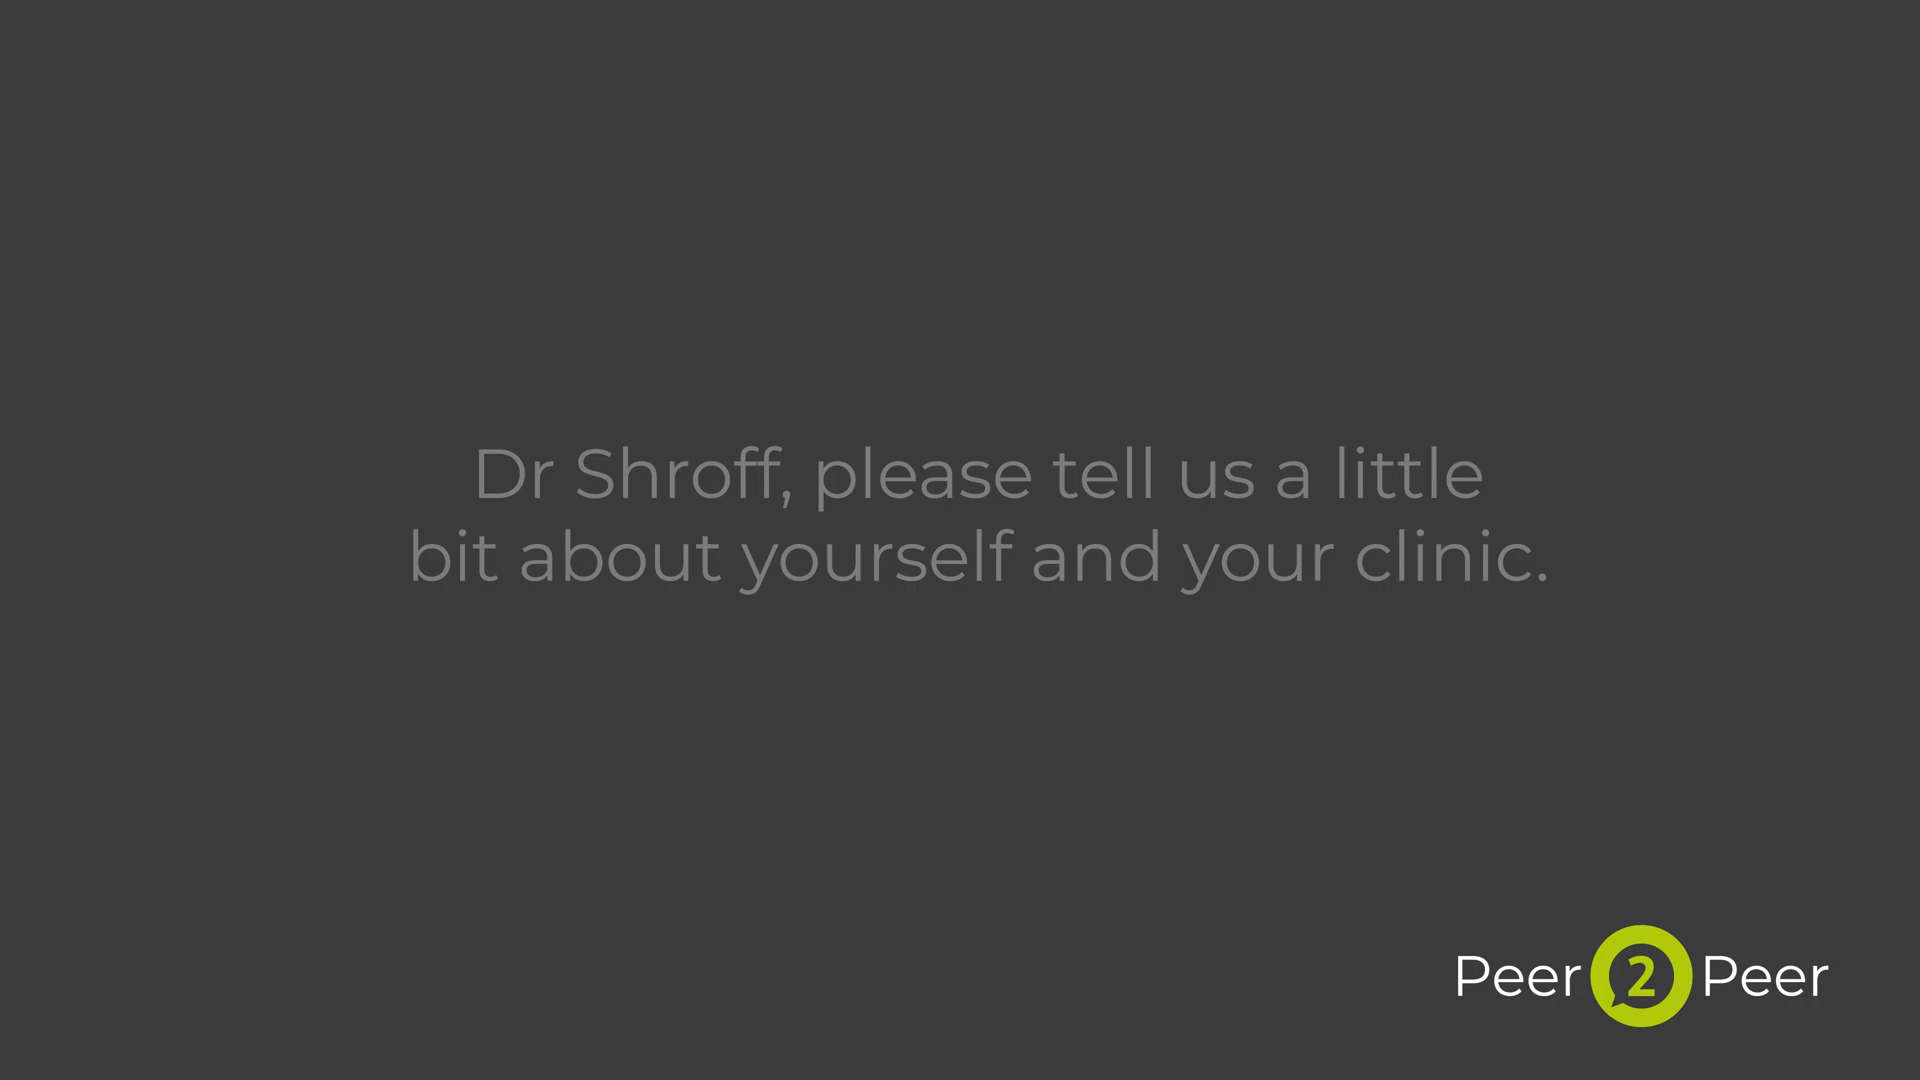 Dr Shroff, please tell us a little
bit about yourself and your clinic.
Peer 2 Peer